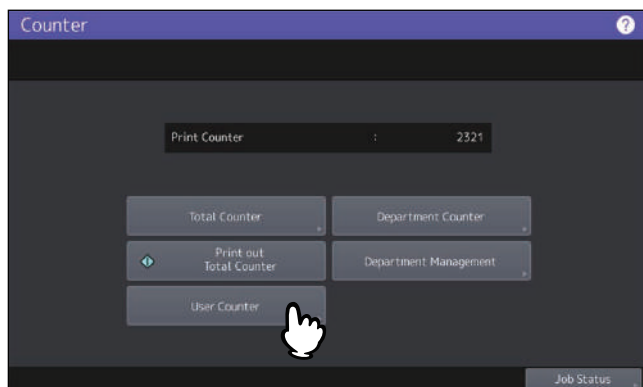 Counter ?
Print Counter : 2321
Total Counter Department Counter
Print out
Total Counter
Department Management
User Counter
Job Status